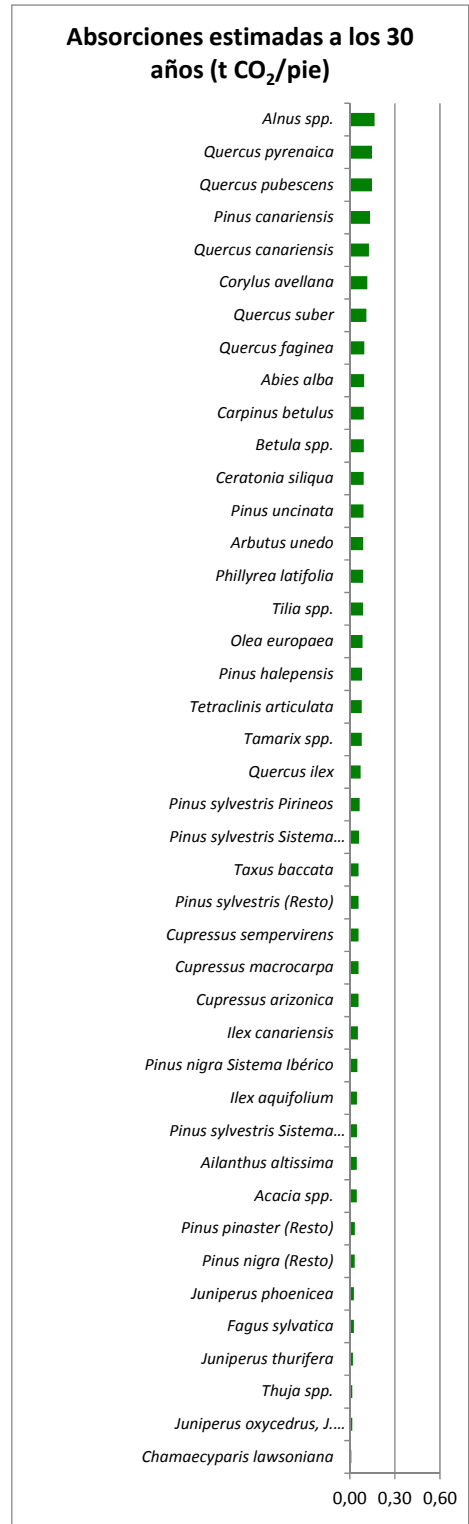 Absorciones estimadas a los 30
años (t CO₂/pie)
Alnus spp.
Quercus pyrenaica
Quercus pubescens
Pinus canariensis
Quercus canariensis
Corylus avellana
Quercus suber
Quercus faginea
Abies alba
Carpinus betulus
Betula spp.
Ceratonia siliqua
Pinus uncinata
Arbutus unedo
Phillyrea latifolia
Tilia spp.
Olea europaea
Pinus halepensis
Tetraclinis articulata
Tamarix spp.
Quercus ilex
Pinus sylvestris Pirineos
Pinus sylvestris Sistema...
Taxus baccata
Pinus sylvestris (Resto)
Cupressus sempervirens
Cupressus macrocarpa
Cupressus arizonica
Ilex canariensis
Pinus nigra Sistema Ibérico
Ilex aquifolium
Pinus sylvestris Sistema...
Ailanthus altissima
Acacia spp.
Pinus pinaster (Resto)
Pinus nigra (Resto)
Juniperus phoenicea
Fagus sylvatica
Juniperus thurifera
Thuja spp.
Juniperus oxycedrus, J....
Chamaecyparis lawsoniana
0,00 0,30 0,60